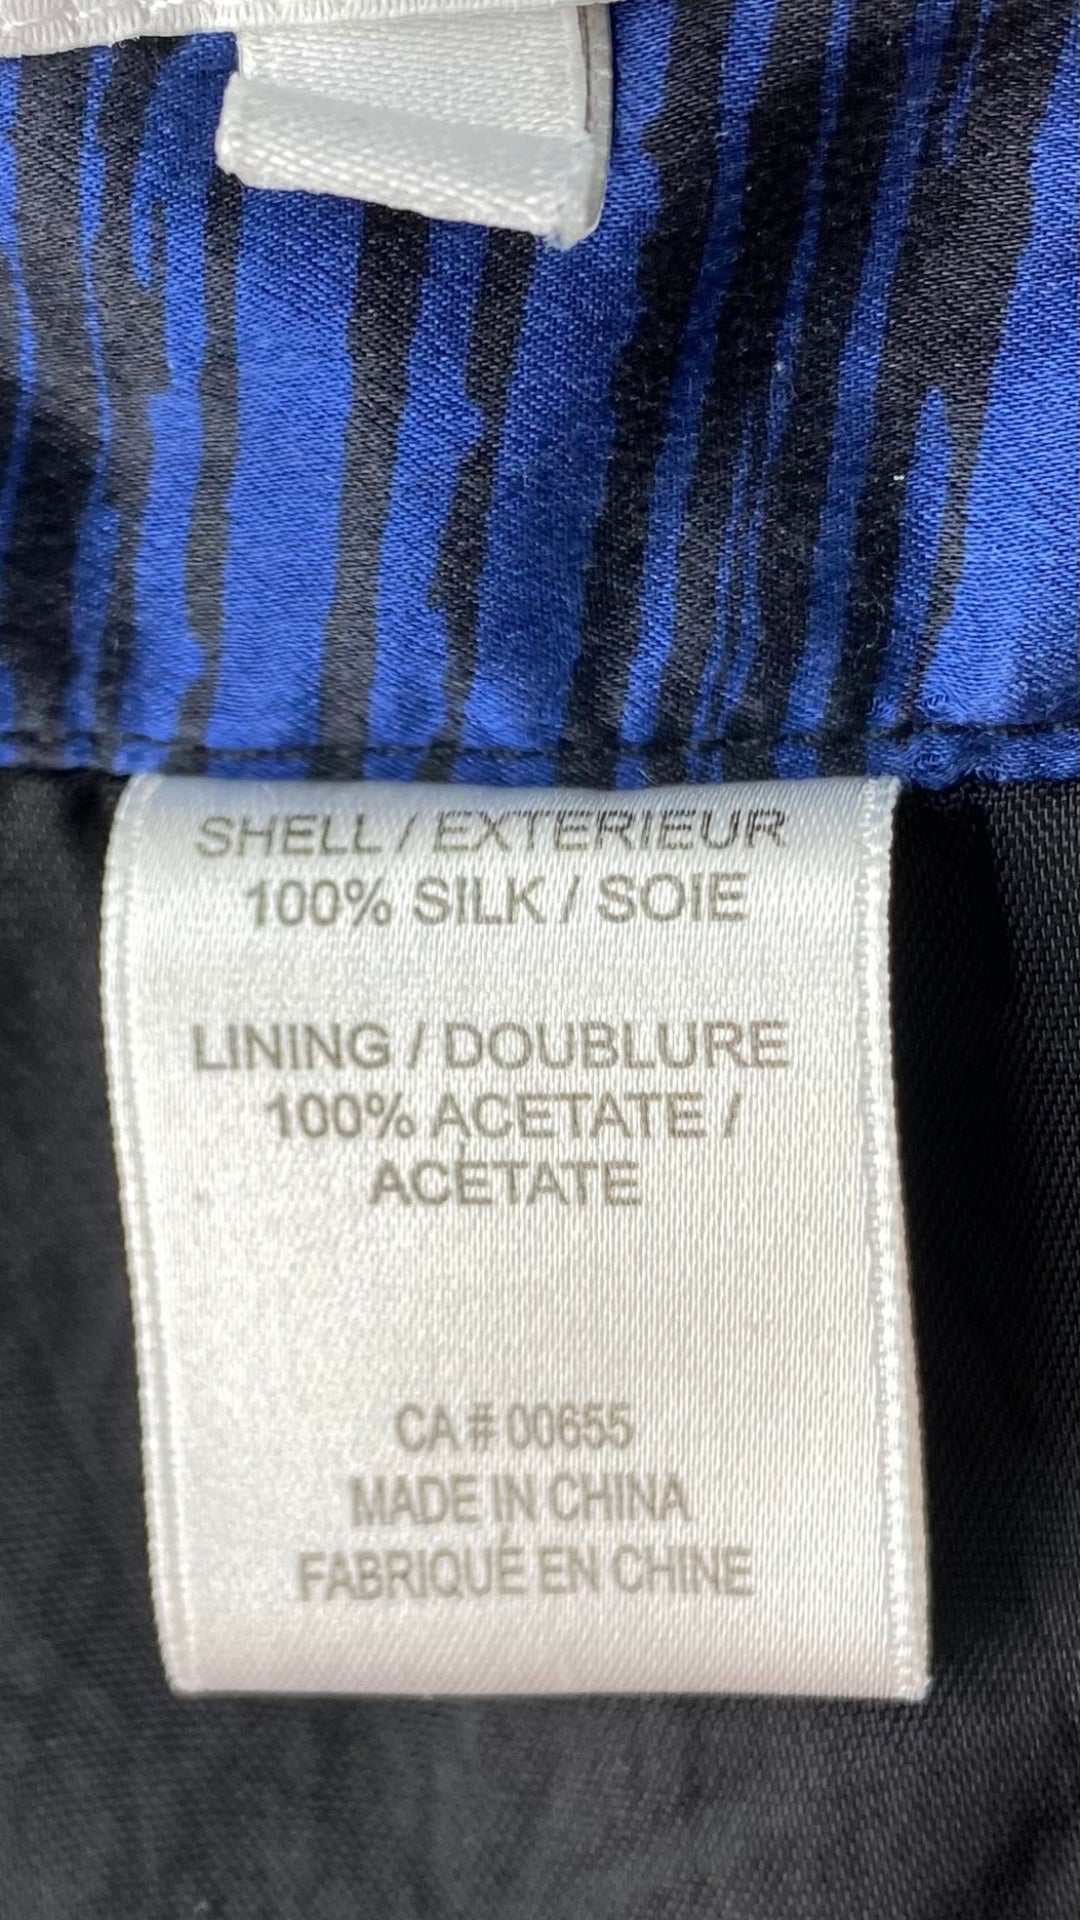 SHELL / EXTERIEUR
100% SILK / SOIE
LINING / DOUBLURE
100% ACETATE /
ACÉTATE
CA # 00655
MADE IN CHINA
FABRIQUÉ EN CHINE